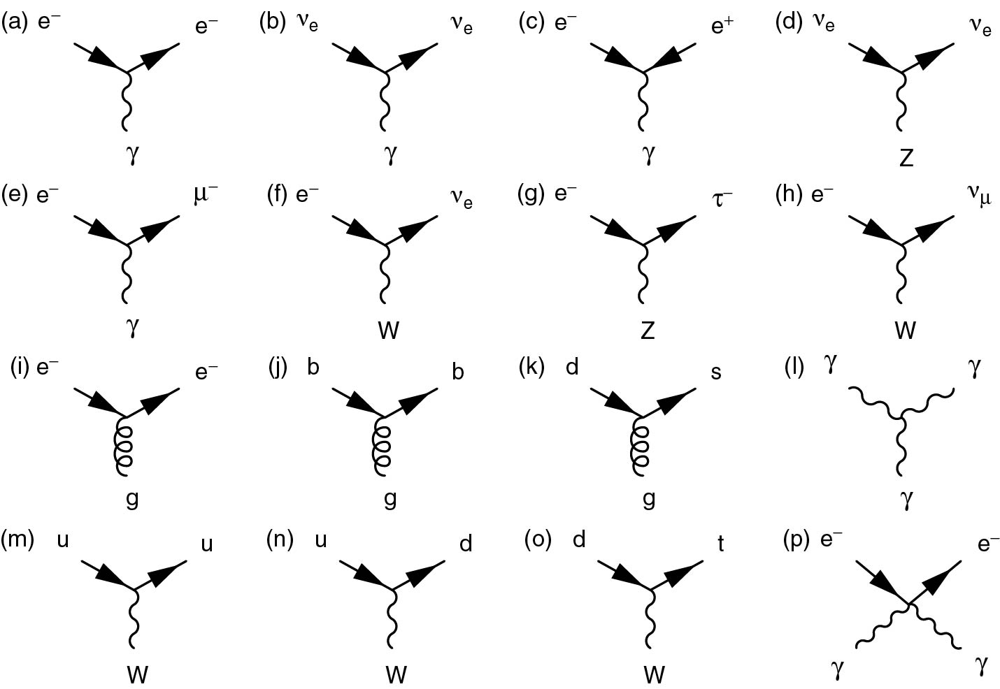 (a) e⁻ e⁻ (b) νe νe (c) e⁻ e⁺ (d) νe νe
γ γ γ Z
(e) e⁻ μ⁻ (f) e⁻ νe (g) e⁻ τ⁻ (h) e⁻ νμ
γ W Z W
(i) e⁻ e⁻ (j) b b (k) d s (l) γ γ
g g g γ
(m) u u (n) u d (o) d t (p) e⁻ e⁻
W W W γ γ